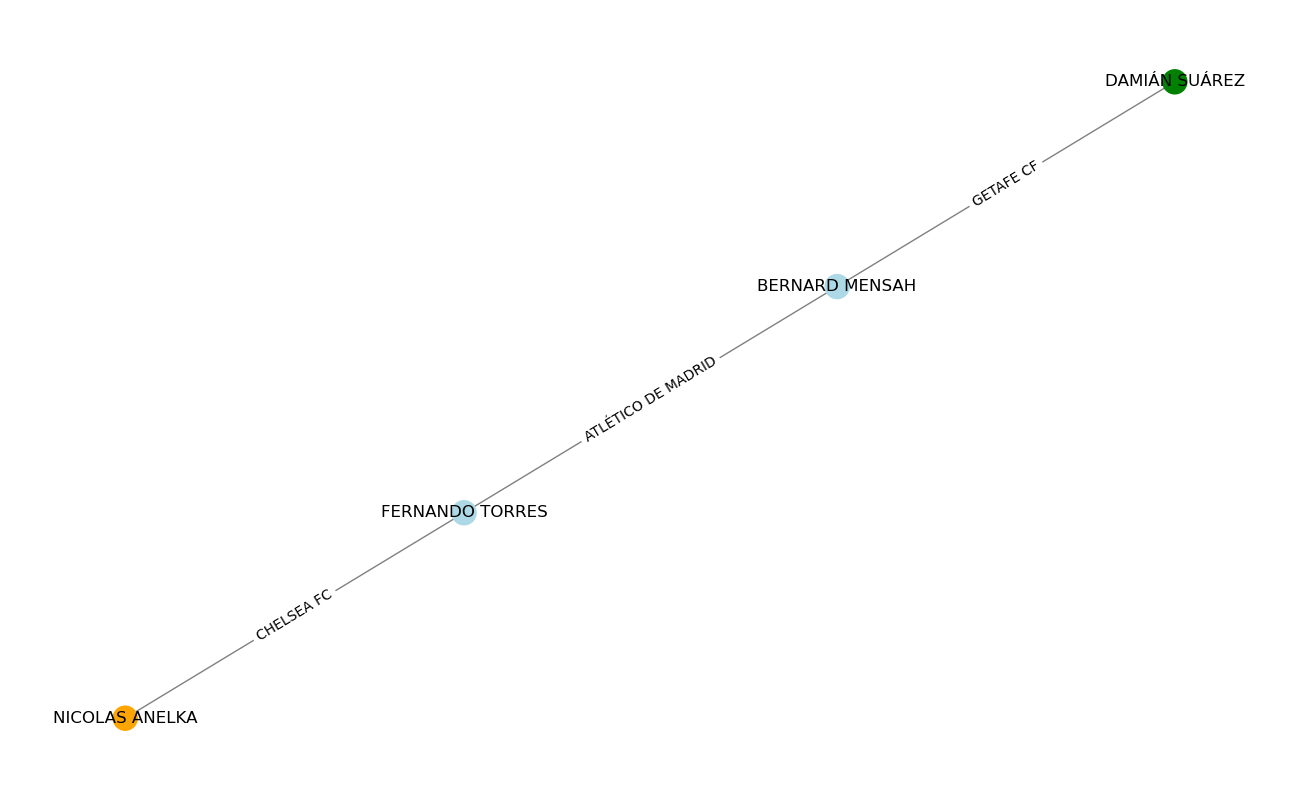 DAMIÁN SUÁREZ
GETAFE CF
BERNARD MENSAH
ATLÉTICO DE MADRID
FERNANDO TORRES
CHELSEA FC
NICOLAS ANELKA